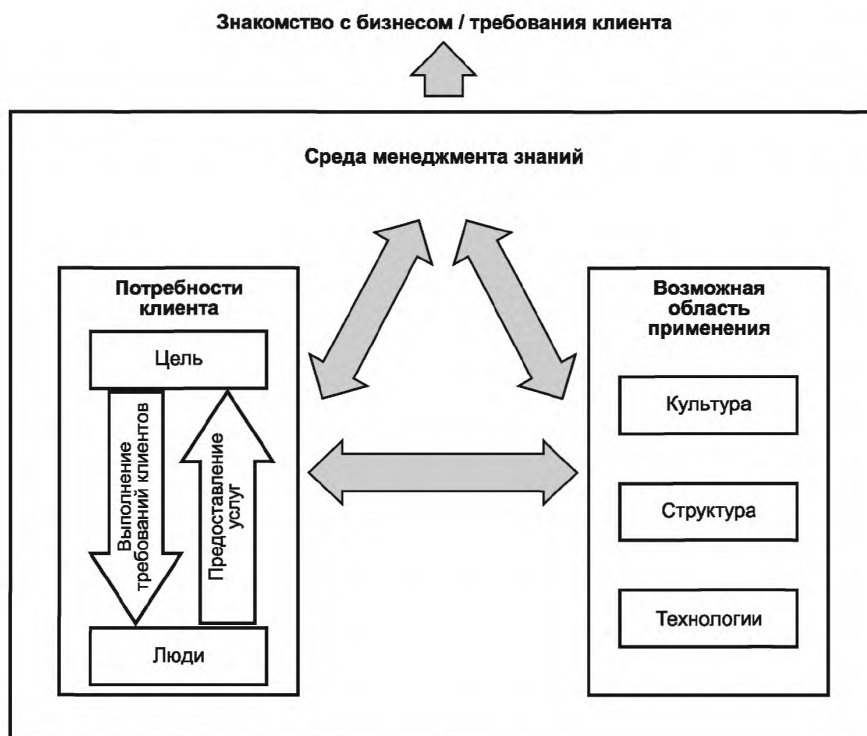 Знакомство с бизнесом / требования клиента
Среда менеджмента знаний
Потребности
клиента
Цель
Выполнение
требований клиентов
Предоставление
услуг
Люди
Возможная
область
применения
Культура
Структура
Технологии